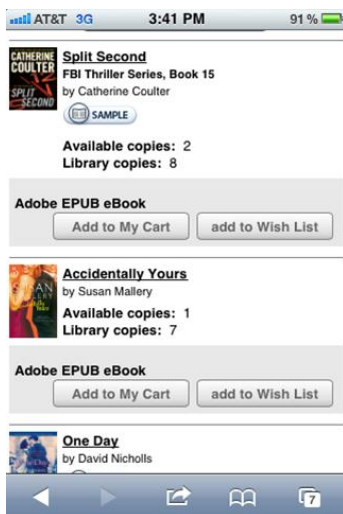 AT&T 3G 3:41 PM 91 %
CATHERINE
COULTER
SPLIT
SECOND
Split Second
FBI Thriller Series, Book 15
by Catherine Coulter
SAMPLE
Available copies: 2
Library copies: 8
Adobe EPUB eBook
Add to My Cart add to Wish List
Accidentally Yours
by Susan Mallery
Available copies: 1
Library copies: 7
Adobe EPUB eBook
Add to My Cart add to Wish List
One Day
by David Nicholls
7